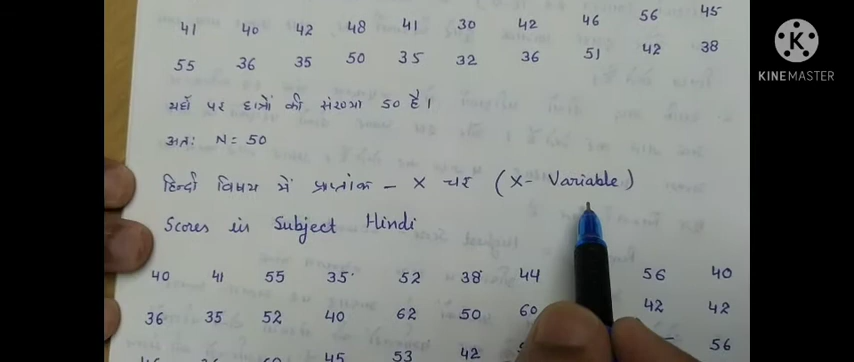 41 40 42 48 41 30 42 46 56 45
55 36 35 50 35 32 36 51 42 38
यहाँ पर छात्रों की संख्या 50 है।
अतः N = 50
हिन्दी विषय में प्राप्तांक - X चर (X- Variable)
Scores in Subject Hindi
40 41 55 35 52 38 44 56 40
36 35 52 40 62 50 60 42 42
45 53 42 56
K
KINEMASTER